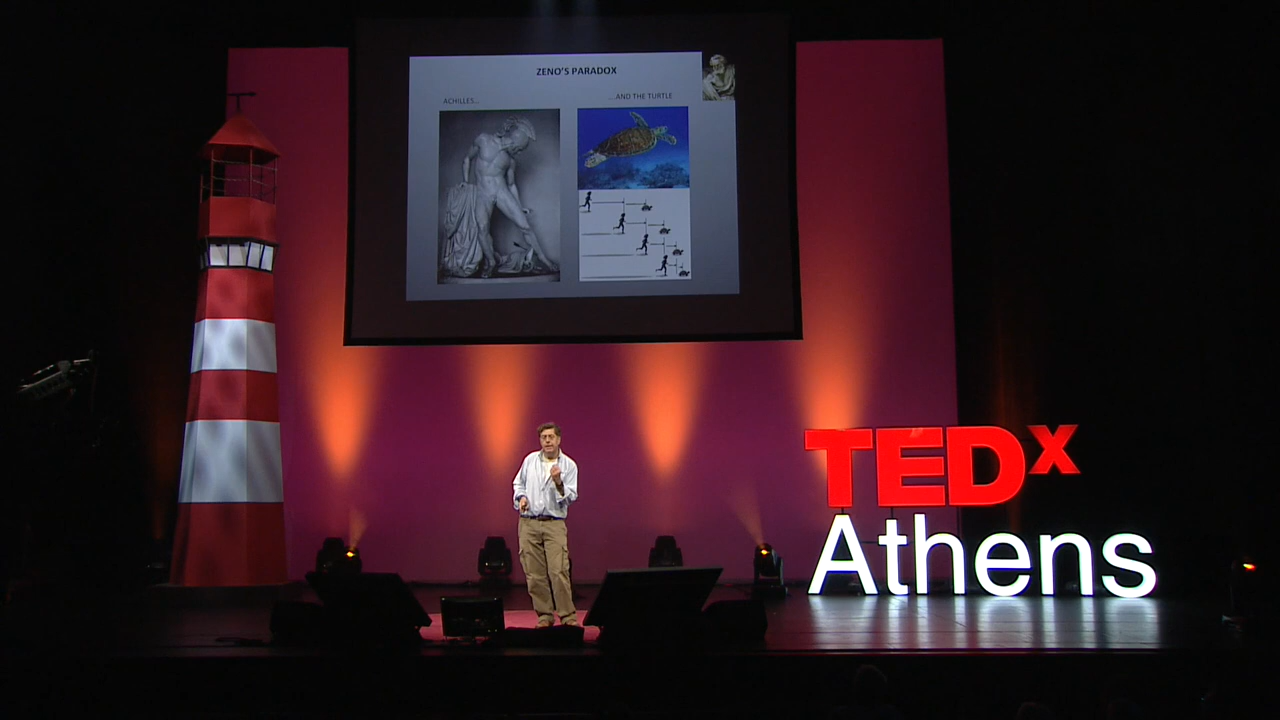 ZENO'S PARADOX
ACHILLES...
...AND THE TURTLE
TEDx
Athens